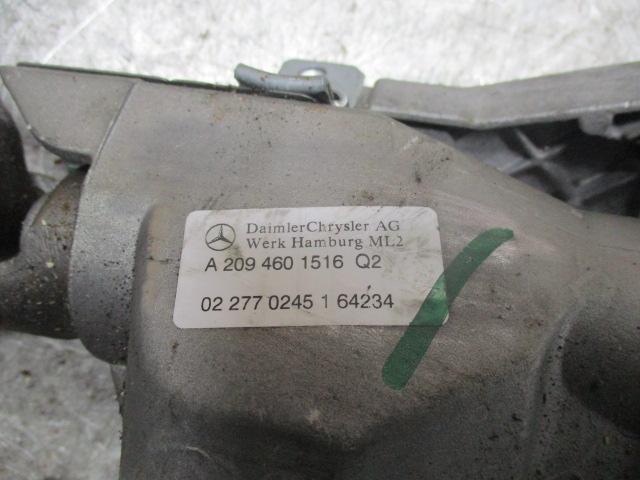 DaimlerChrysler AG
Werk Hamburg ML2
A 209 460 1516 Q2
02 277 0245 1 64234